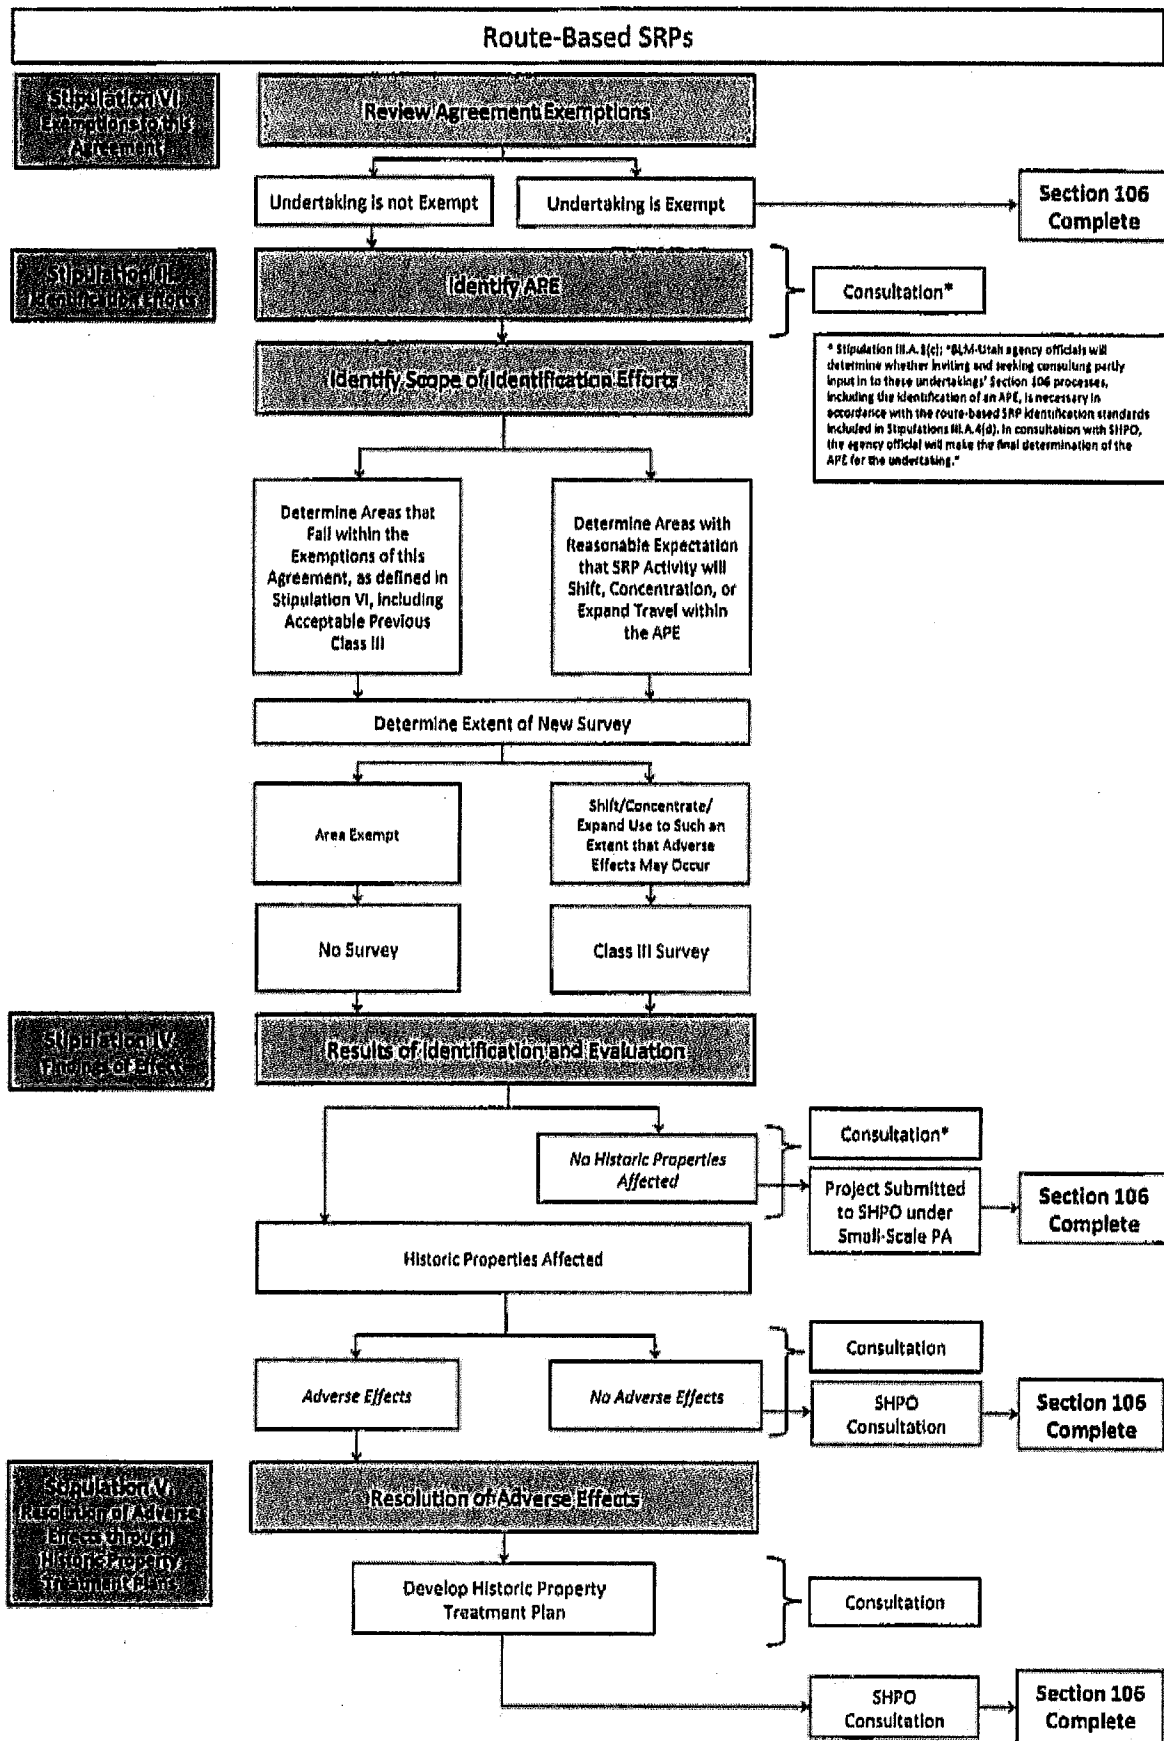 Route-Based SRPs
Stipulation VI
Exemptions to this
Agreement
Review Agreement Exemptions
Undertaking is not Exempt
Undertaking is Exempt
Section 106
Complete
Stipulation III
Identification Efforts
Identify APE
Consultation*
* Stipulation III.A.1(c); "BLM-Utah agency officials will
determine whether inviting and seeking consulting party
input in to these undertakings' Section 106 processes,
including the identification of an APE, is necessary in
accordance with the route-based SRP identification standards
included in Stipulations III.A.4(d). In consultation with SHPO,
the agency official will make the final determination of the
APE for the undertaking."
Identify Scope of Identification Efforts
Determine Areas that
Fall within the
Exemptions of this
Agreement, as defined in
Stipulation VI, including
Acceptable Previous
Class III
Determine Areas with
Reasonable Expectation
that SRP Activity will
Shift, Concentration, or
Expand Travel within
the APE
Determine Extent of New Survey
Area Exempt
Shift/Concentrate/
Expand Use to Such an
Extent that Adverse
Effects May Occur
No Survey
Class III Survey
Stipulation IV
Findings of Effect
Results of Identification and Evaluation
No Historic Properties
Affected
Consultation*
Project Submitted
to SHPO under
Small-Scale PA
Section 106
Complete
Historic Properties Affected
Adverse Effects
No Adverse Effects
Consultation
SHPO
Consultation
Section 106
Complete
Stipulation V
Resolution of Adverse
Effects through
Historic Property
Treatment Plans
Resolution of Adverse Effects
Develop Historic Property
Treatment Plan
Consultation
SHPO
Consultation
Section 106
Complete